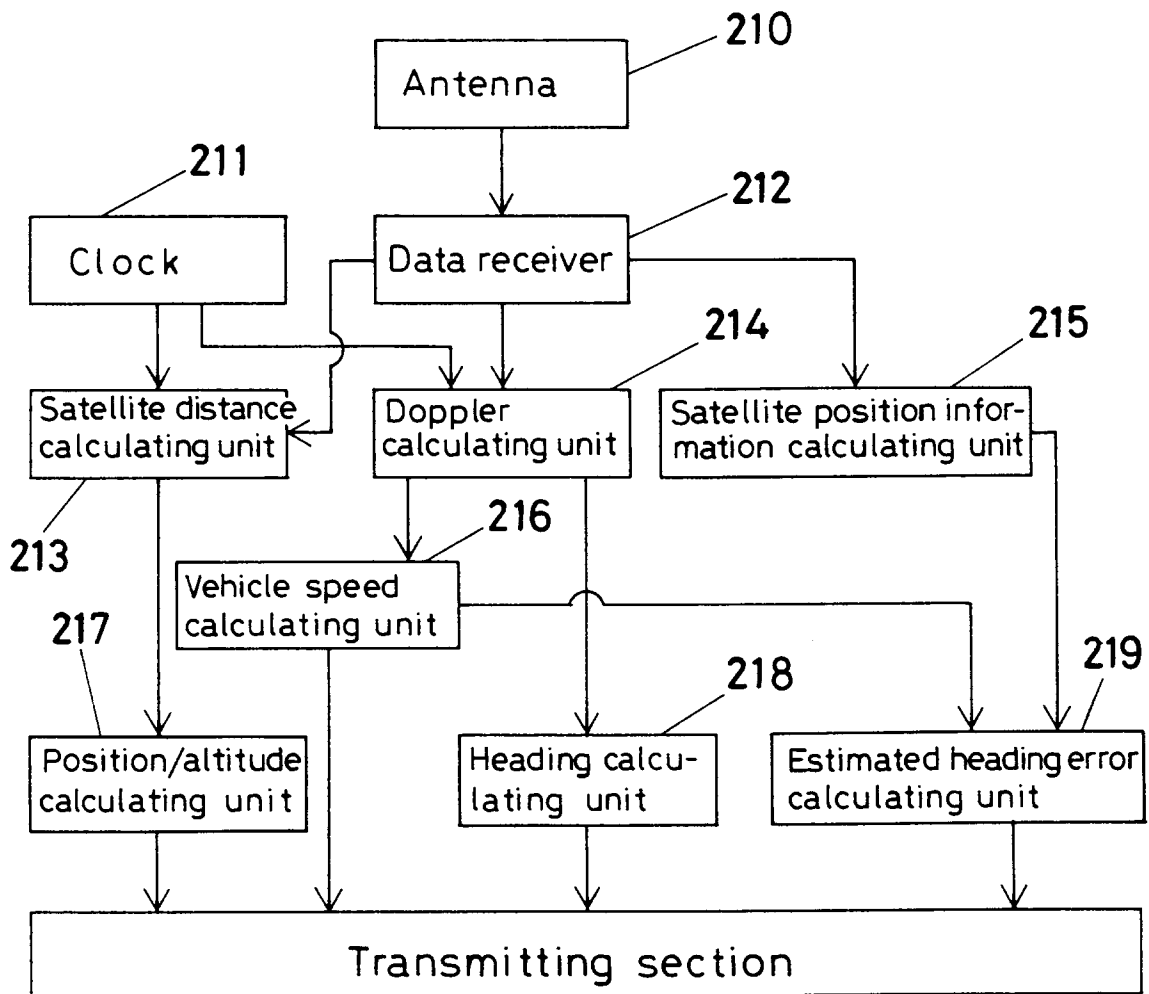 210
Antenna
211
212
Clock
Data receiver
214
215
Satellite distance
calculating unit
Doppler
calculating unit
Satellite position infor-
mation calculating unit
213
216
Vehicle speed
calculating unit
217
218
219
Position/altitude
calculating unit
Heading calcu-
lating unit
Estimated heading error
calculating unit
Transmitting section